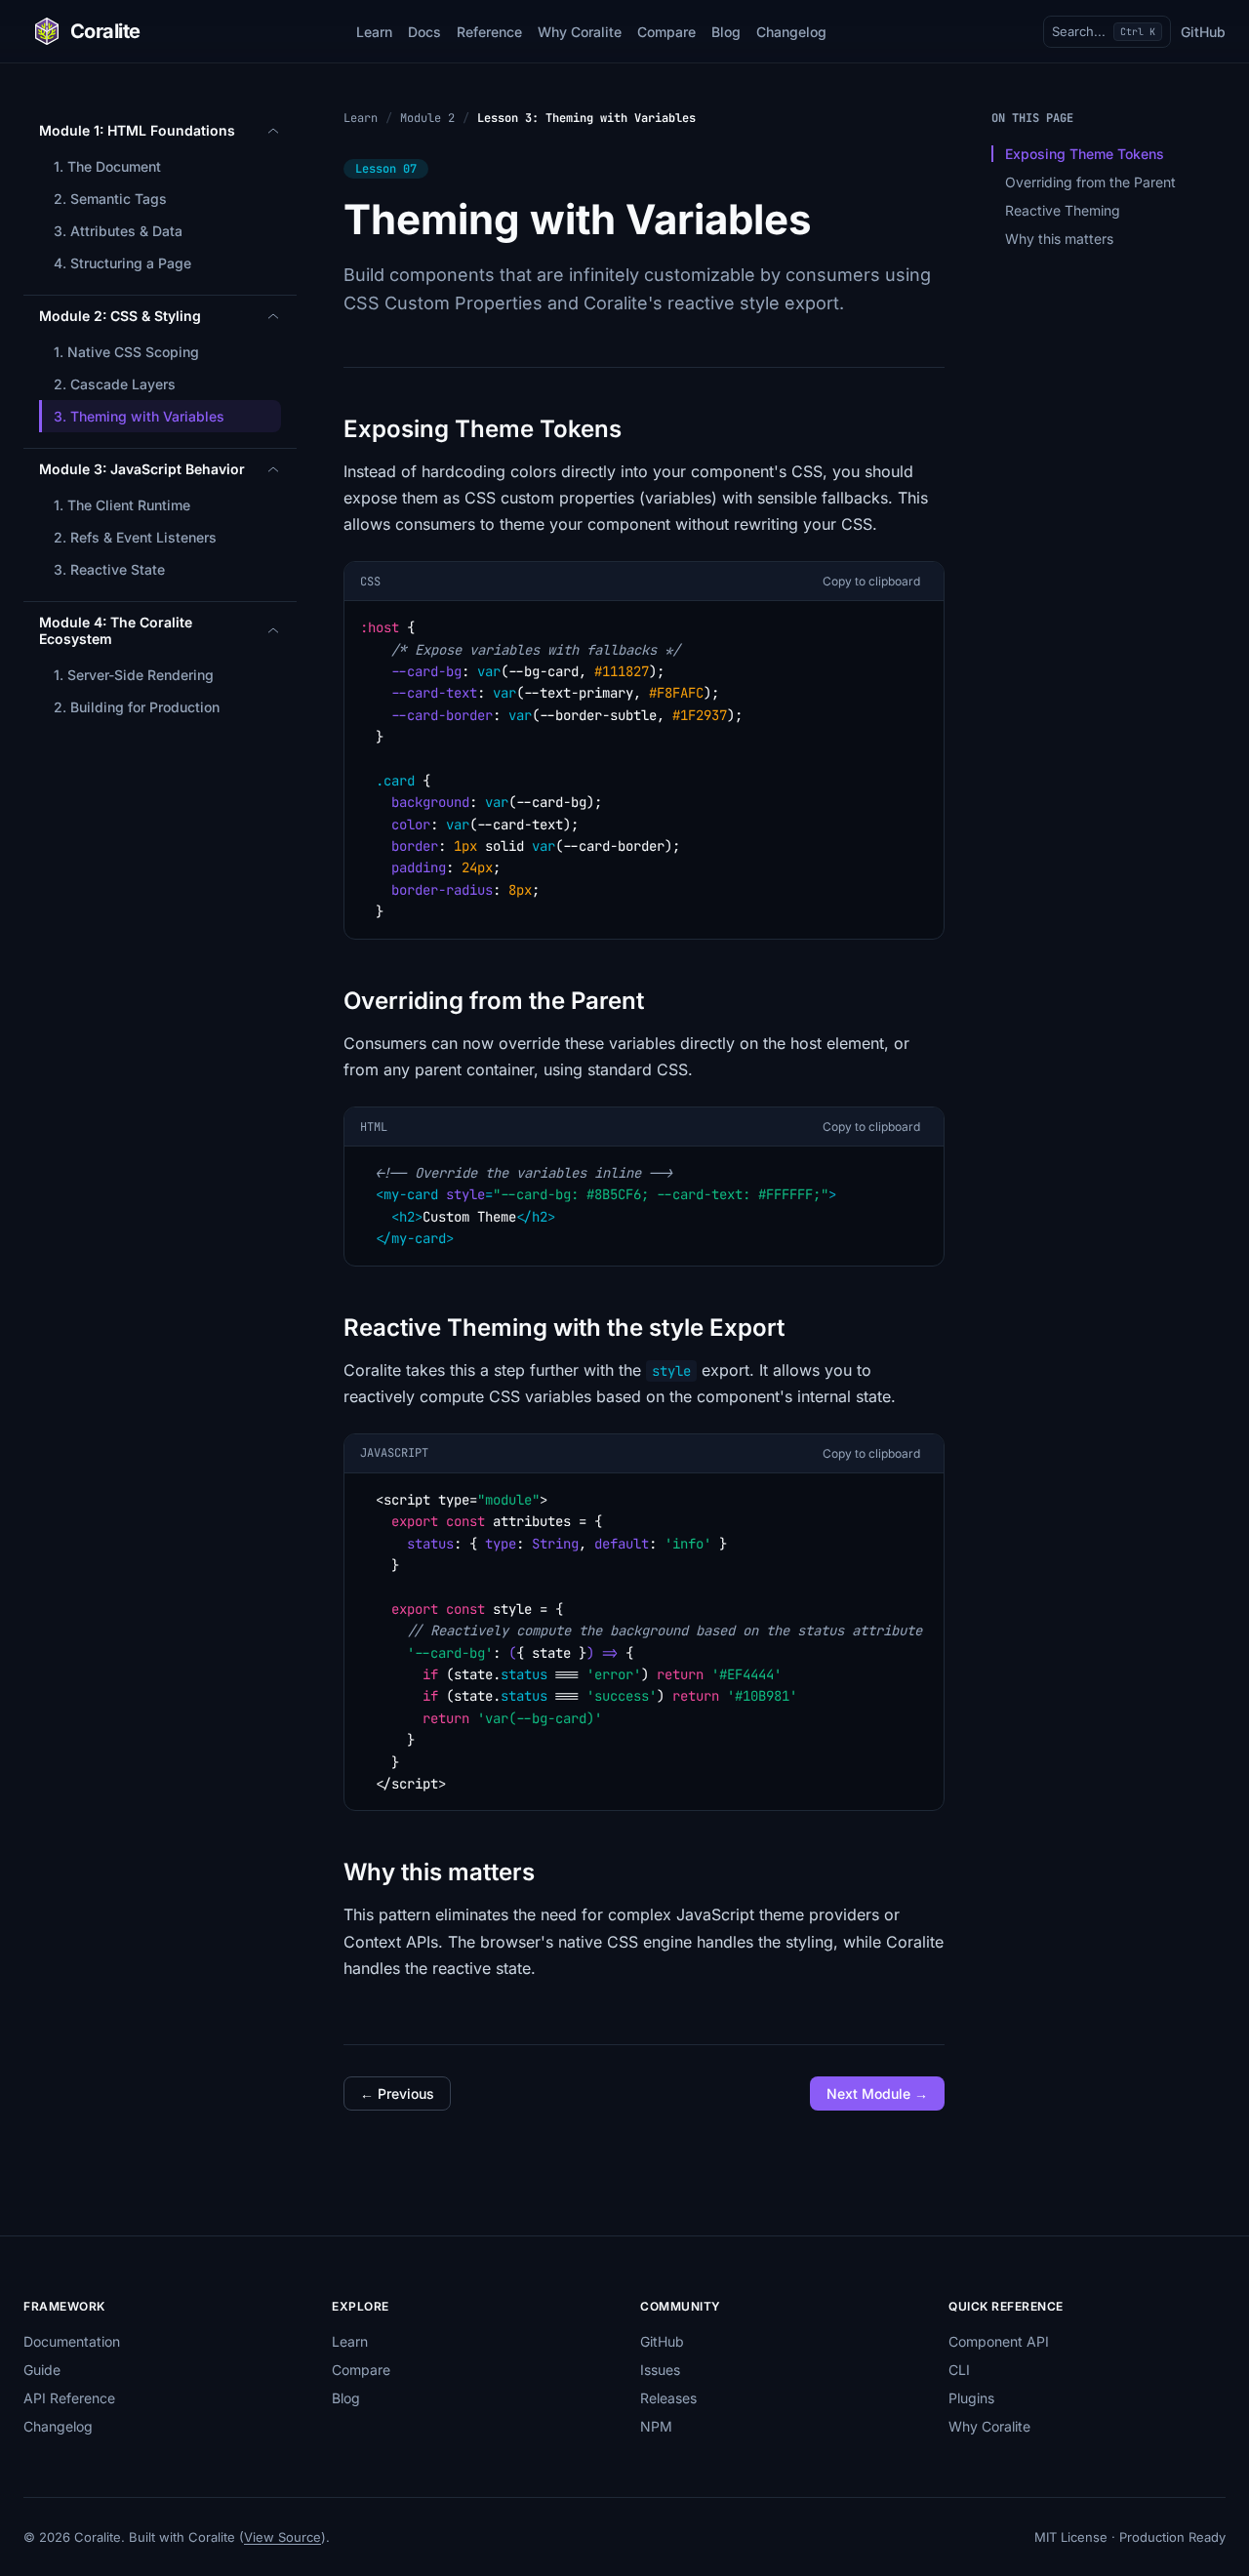 Coralite
Learn Docs Reference Why Coralite Compare Blog Changelog
Search... Ctrl K GitHub
Module 1: HTML Foundations
1. The Document
2. Semantic Tags
3. Attributes & Data
4. Structuring a Page
Module 2: CSS & Styling
1. Native CSS Scoping
2. Cascade Layers
3. Theming with Variables
Module 3: JavaScript Behavior
1. The Client Runtime
2. Refs & Event Listeners
3. Reactive State
Module 4: The Coralite
Ecosystem
1. Server-Side Rendering
2. Building for Production
Learn / Module 2 / Lesson 3: Theming with Variables
Lesson 07
Theming with Variables
Build components that are infinitely customizable by consumers using
CSS Custom Properties and Coralite's reactive style export.
Exposing Theme Tokens
Instead of hardcoding colors directly into your component's CSS, you should
expose them as CSS custom properties (variables) with sensible fallbacks. This
allows consumers to theme your component without rewriting your CSS.
CSS Copy to clipboard
:host {
/* Expose variables with fallbacks */
--card-bg: var(--bg-card, #111827);
--card-text: var(--text-primary, #F8FAFC);
--card-border: var(--border-subtle, #1F2937);
}
.card {
background: var(--card-bg);
color: var(--card-text);
border: 1px solid var(--card-border);
padding: 24px;
border-radius: 8px;
}
Overriding from the Parent
Consumers can now override these variables directly on the host element, or
from any parent container, using standard CSS.
HTML Copy to clipboard
<!-- Override the variables inline -->
<my-card style="--card-bg: #8B5CF6; --card-text: #FFFFFF;">
<h2>Custom Theme</h2>
</my-card>
Reactive Theming with the style Export
Coralite takes this a step further with the style export. It allows you to
reactively compute CSS variables based on the component's internal state.
JAVASCRIPT Copy to clipboard
<script type="module">
export const attributes = {
status: { type: String, default: 'info' }
}
export const style = {
// Reactively compute the background based on the status attribute
'--card-bg': ({ state }) => {
if (state.status === 'error') return '#EF4444'
if (state.status === 'success') return '#10B981'
return 'var(--bg-card)'
}
}
</script>
Why this matters
This pattern eliminates the need for complex JavaScript theme providers or
Context APIs. The browser's native CSS engine handles the styling, while Coralite
handles the reactive state.
← Previous
Next Module →
ON THIS PAGE
Exposing Theme Tokens
Overriding from the Parent
Reactive Theming
Why this matters
FRAMEWORK
Documentation
Guide
API Reference
Changelog
EXPLORE
Learn
Compare
Blog
COMMUNITY
GitHub
Issues
Releases
NPM
QUICK REFERENCE
Component API
CLI
Plugins
Why Coralite
© 2026 Coralite. Built with Coralite (View Source).
MIT License · Production Ready